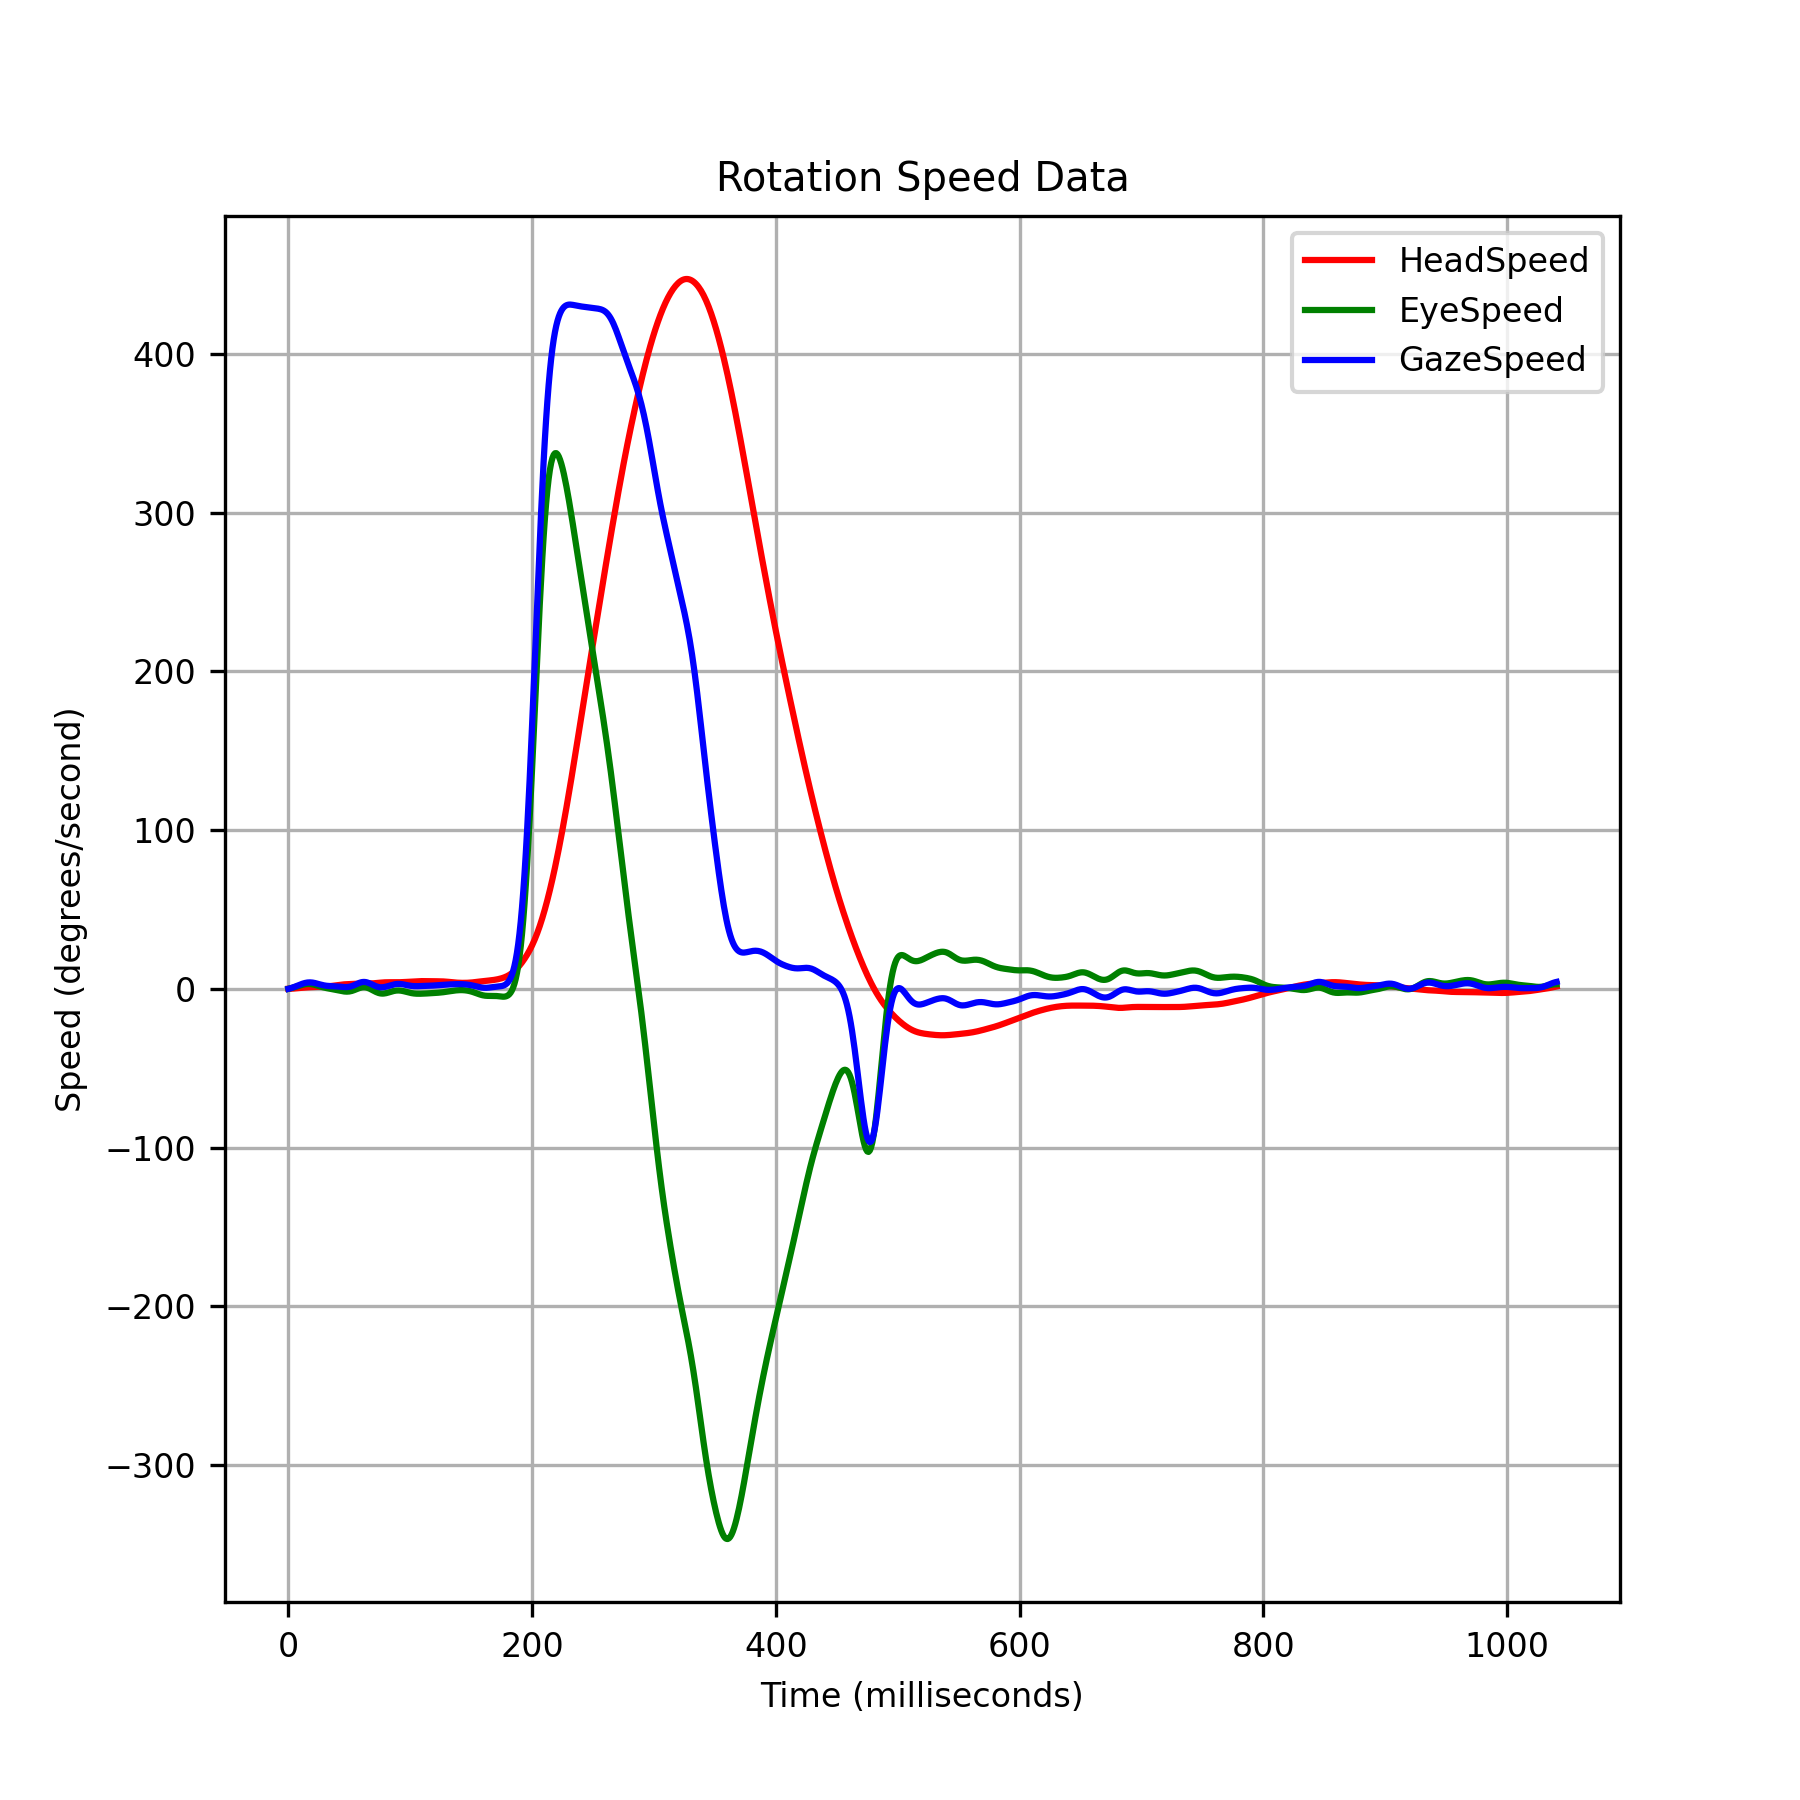 Rotation Speed Data
HeadSpeed
EyeSpeed
GazeSpeed
Speed (degrees/second)
400
300
200
100
0
−100
−200
−300
0 200 400 600 800 1000
Time (milliseconds)